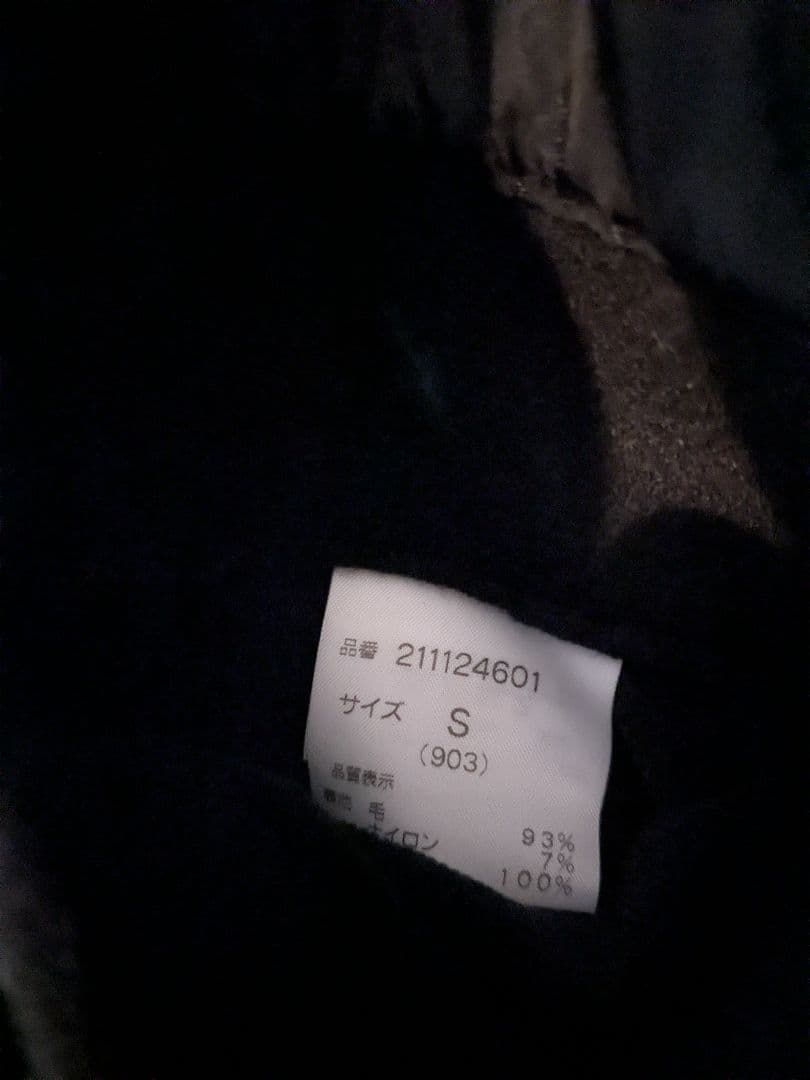 品番 211124601
サイズ S
(903)
品質表示
毛 93%
ナイロン 7%
100%